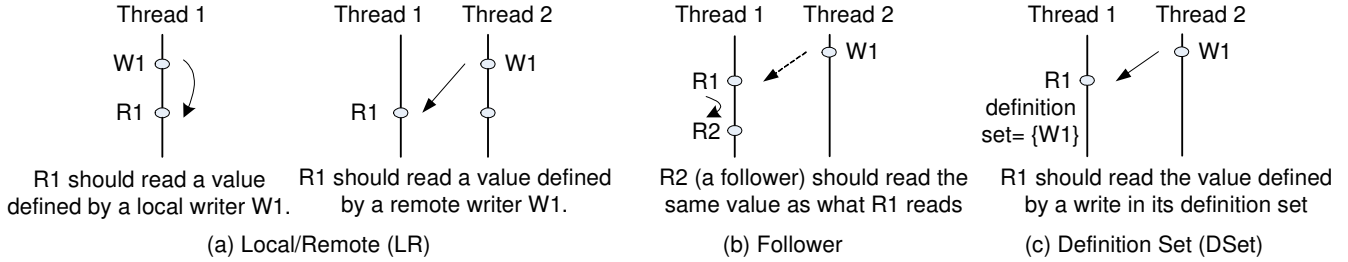 Thread 1
W1
R1
R1 should read a value
defined by a local writer W1.
Thread 1 Thread 2
W1
R1
R1 should read a value defined
by a remote writer W1.
(a) Local/Remote (LR)
Thread 1 Thread 2
W1
R1
R2
R2 (a follower) should read the
same value as what R1 reads
(b) Follower
Thread 1 Thread 2
W1
R1
definition
set= {W1}
R1 should read the value defined
by a write in its definition set
(c) Definition Set (DSet)